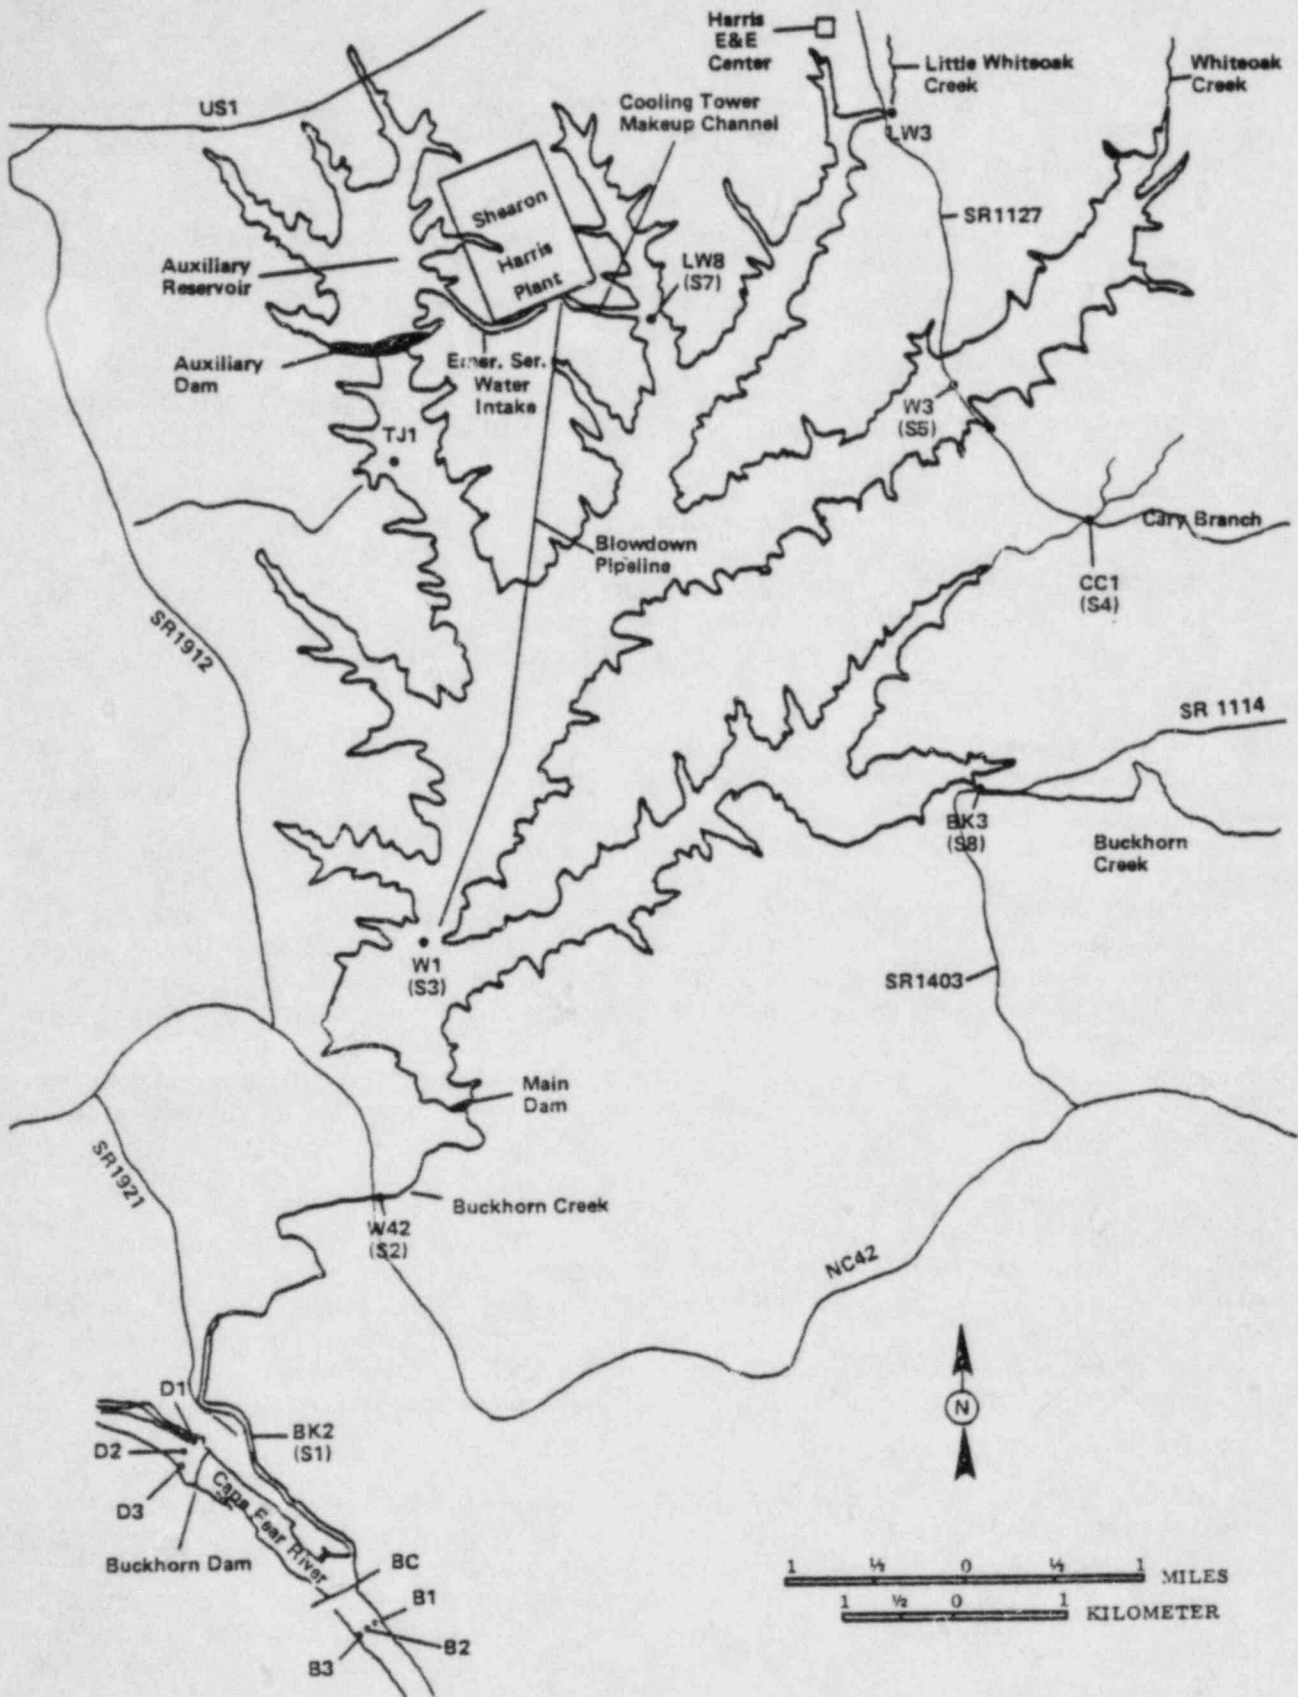 Harris
E&E
Center
Little Whiteoak
Creek
Whiteoak
Creek
US1
Cooling Tower
Makeup Channel
LW3
Shearon
Harris
Plant
SR1127
Auxiliary
Reservoir
LW8
(S7)
Auxiliary
Dam
Emer. Ser.
Water
Intake
W3
(S5)
TJ1
Cary Branch
Blowdown
Pipeline
CC1
(S4)
SR1912
SR 1114
BK3
(S8)
Buckhorn
Creek
W1
(S3)
SR1403
Main
Dam
SR1921
Buckhorn Creek
W42
(S2)
NC42
D1
BK2
(S1)
N
D2
D3
Cape Fear River
Buckhorn Dam
BC
B1
B2
B3
1 ½ 0 ½ 1 MILES
1 ½ 0 1 KILOMETER